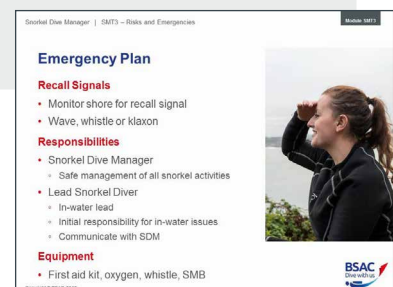 Snorkel Dive Manager | SMT3 – Risks and Emergencies
Module SMT3
Emergency Plan
Recall Signals
• Monitor shore for recall signal
• Wave, whistle or klaxon
Responsibilities
• Snorkel Dive Manager
◦ Safe management of all snorkel activities
• Lead Snorkel Diver
◦ In-water lead
◦ Initial responsibility for in-water issues
◦ Communicate with SDM
Equipment
• First aid kit, oxygen, whistle, SMB
BSAC
Dive with us